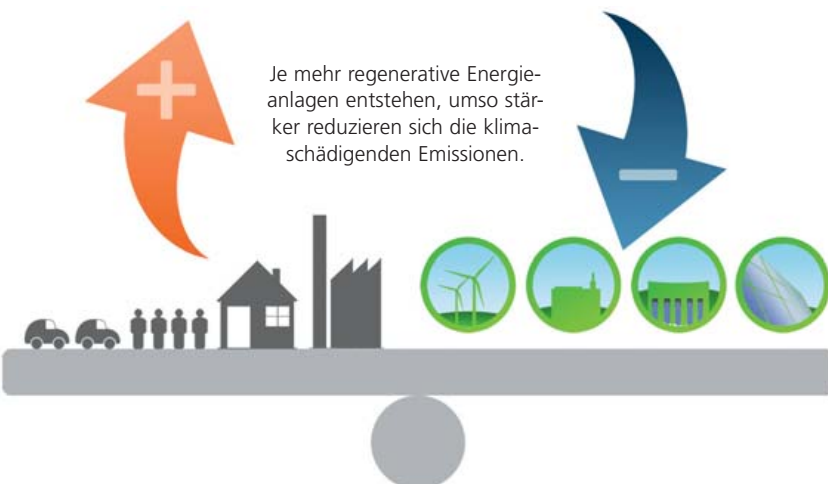 Je mehr regenerative Energie-
anlagen entstehen, umso stär-
ker reduzieren sich die klima-
schädigenden Emissionen.